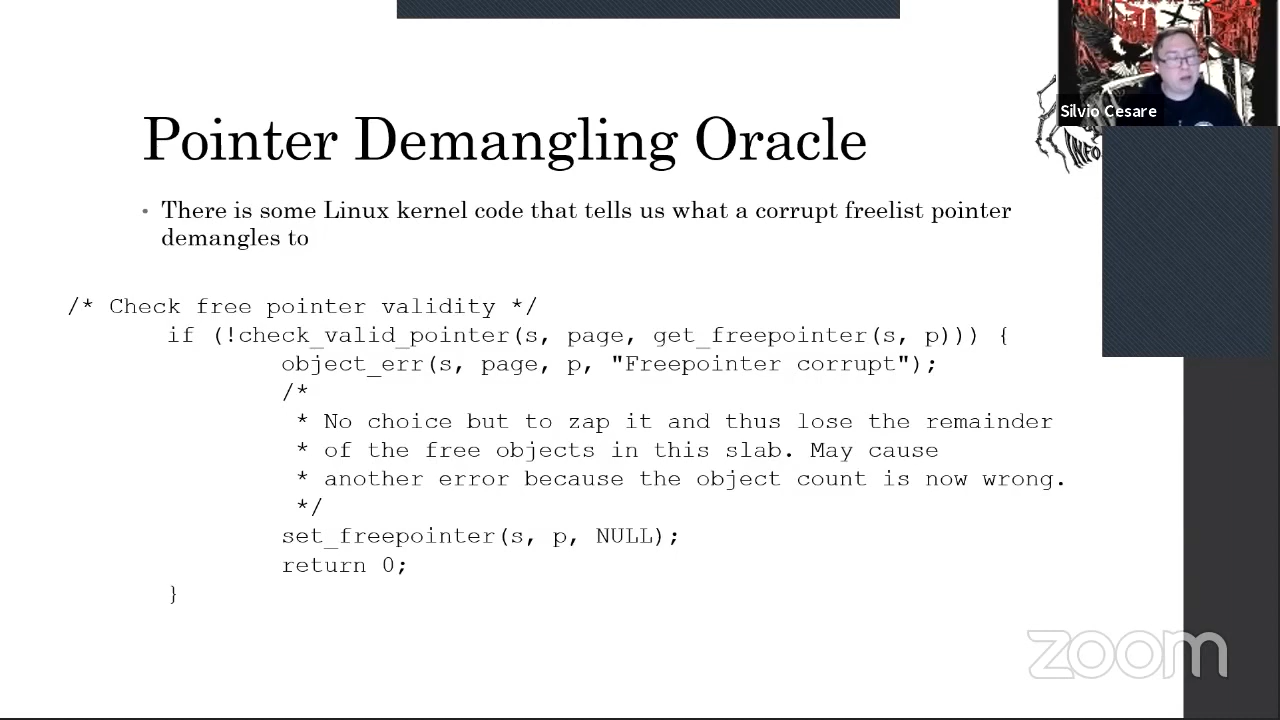 Silvio Cesare
INFO
Pointer Demangling Oracle
• There is some Linux kernel code that tells us what a corrupt freelist pointer
demangles to
/* Check free pointer validity */
if (!check_valid_pointer(s, page, get_freepointer(s, p))) {
object_err(s, page, p, "Freepointer corrupt");
/*
* No choice but to zap it and thus lose the remainder
* of the free objects in this slab. May cause
* another error because the object count is now wrong.
*/
set_freepointer(s, p, NULL);
return 0;
}
zoom